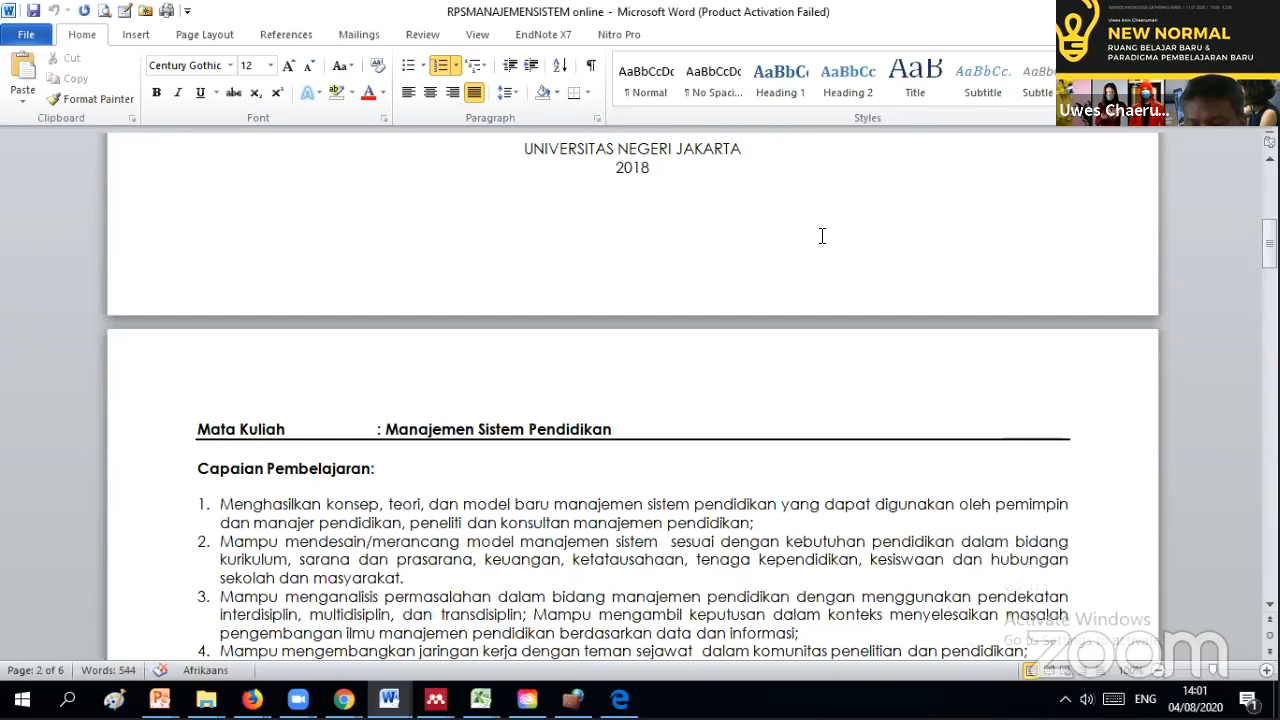 RPSMANAJEMENSISTEM online - Microsoft Word (Product Activation Failed)
File Home Insert Page Layout References Mailings Review View EndNote X7 Nitro Pro
Paste
Cut
Copy
Format Painter
Clipboard
Century Gothic 12
Font
Paragraph
AaBbCcDc AaBbCcDc AaBbC AaBbCc AaB AaBbCc.
¶ Normal ¶ No Spaci... Heading 1 Heading 2 Title Subtitle Subtle
Styles
Uwes Anis Chaeruman
NEW NORMAL
RUANG BELAJAR BARU &
PARADIGMA PEMBELAJARAN BARU
Uwes Chaeru...
UNIVERSITAS NEGERI JAKARTA
2018
Mata Kuliah : Manajemen Sistem Pendidikan
Capaian Pembelajaran:
1. Menghasilkan konsep, teori, dan model baru manajemen sistem pendidikan yang dapat digunakan oleh pemimpin
dan manajer pendidikan, peneliti dan konsultan manajemen pendidikan;
2. Mampu mendesain/merancang model manajemen sistem sesuai dengan kebutuhan pendidikan dalam bidang
kurikulum, sarana dan prasarana, keuangan, ketatausahaan, tenaga kependidikan, kesiswaan dan hubungan
sekolah dan masyarakat.
3. Mampu menganalisis permasalahan dalam bidang manajemen pendidikan dengan menggunakan pendekatan
interdisiplin, multidisiplin, dan transdisiplin; Mampu mengambil keputusan dalam konteks menyelesaikan masalah
pengembangan ilmu manajemen pendidikan berdasarkan data dan informasi;
4. Mampu mengembangkan jaringan kerja dengan teman sejawat dalam komunitas penelitian dan pendidikan;
Activate Windows
zoom
Page: 2 of 6 Words: 544 Afrikaans 100%
ENG
14:01
04/08/2020